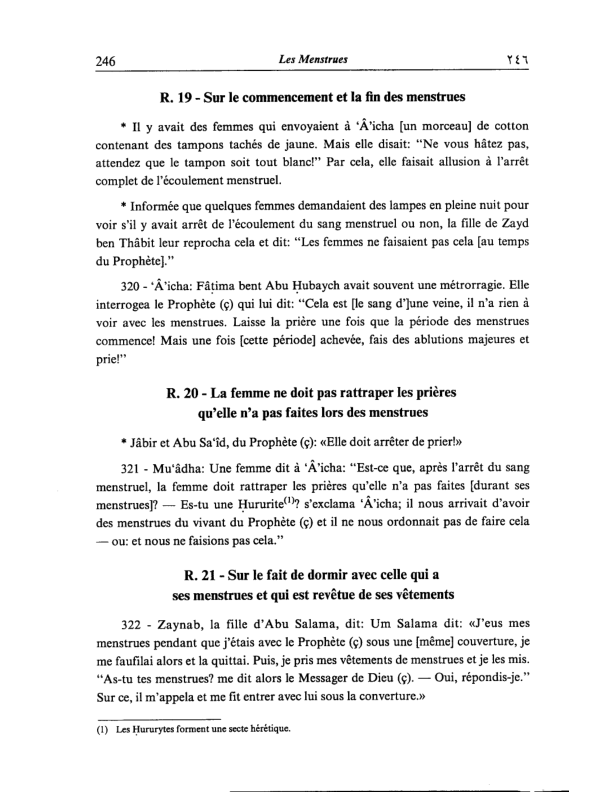 246 Les Menstrues ٢٤٦
R. 19 - Sur le commencement et la fin des menstrues
* Il y avait des femmes qui envoyaient à ‘Â’icha [un morceau] de coton
contenant des tampons tachés de jaune. Mais elle disait: “Ne vous hâtez pas,
attendez que le tampon soit tout blanc!” Par cela, elle faisait allusion à l’arrêt
complet de l’écoulement menstruel.
* Informée que quelques femmes demandaient des lampes en pleine nuit pour
voir s’il y avait arrêt de l’écoulement du sang menstruel ou non, la fille de Zayd
ben Thâbit leur reprocha cela et dit: “Les femmes ne faisaient pas cela [au temps
du Prophète].”
320 - ‘Â’icha: Fâṭima bent Abu Ḥubaych avait souvent une métrorragie. Elle
interrogea le Prophète (ç) qui lui dit: “Cela est [le sang d’]une veine, il n’a rien à
voir avec les menstrues. Laisse la prière une fois que la période des menstrues
commence! Mais une fois [cette période] achevée, fais des ablutions majeures et
prie!”
R. 20 - La femme ne doit pas rattraper les prières
qu’elle n’a pas faites lors des menstrues
* Jâbir et Abu Sa‘îd, du Prophète (ç): «Elle doit arrêter de prier!»
321 - Mu‘âdha: Une femme dit à ‘Â’icha: “Est-ce que, après l’arrêt du sang
menstruel, la femme doit rattraper les prières qu’elle n’a pas faites [durant ses
menstrues]? — Es-tu une Ḥururite(1)? s’exclama ‘Â’icha; il nous arrivait d’avoir
des menstrues du vivant du Prophète (ç) et il ne nous ordonnait pas de faire cela
— ou: et nous ne faisions pas cela.”
R. 21 - Sur le fait de dormir avec celle qui a
ses menstrues et qui est revêtue de ses vêtements
322 - Zaynab, la fille d’Abu Salama, dit: Um Salama dit: «J’eus mes
menstrues pendant que j’étais avec le Prophète (ç) sous une [même] couverture, je
me faufilai alors et la quittai. Puis, je pris mes vêtements de menstrues et je les mis.
“As-tu tes menstrues? me dit alors le Messager de Dieu (ç). — Oui, répondis-je.”
Sur ce, il m’appela et me fit entrer avec lui sous la converture.»
(1) Les Ḥururytes forment une secte hérétique.